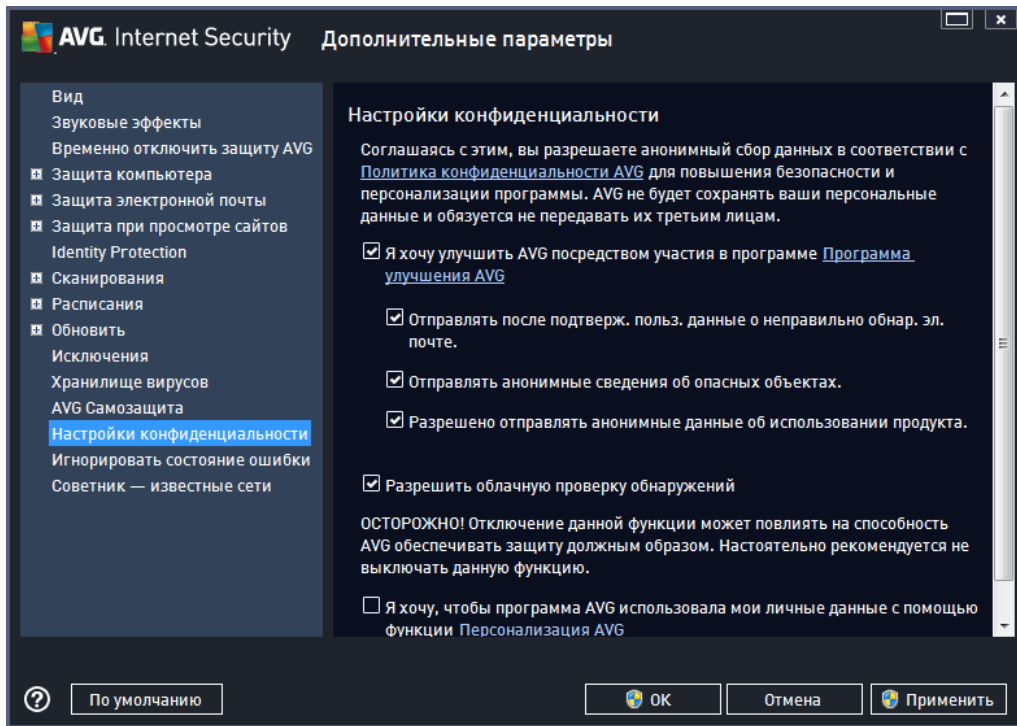 AVG. Internet Security
Дополнительные параметры
Вид
Звуковые эффекты
Временно отключить защиту AVG
Защита компьютера
Защита электронной почты
Защита при просмотре сайтов
Identity Protection
Сканирования
Расписания
Обновить
Исключения
Хранилище вирусов
AVG Самозащита
Настройки конфиденциальности
Игнорировать состояние ошибки
Советник — известные сети
Настройки конфиденциальности
Соглашаясь с этим, вы разрешаете анонимный сбор данных в соответствии с
Политика конфиденциальности AVG для повышения безопасности и
персонализации программы. AVG не будет сохранять ваши персональные
данные и обязуется не передавать их третьим лицам.
Я хочу улучшить AVG посредством участия в программе Программа
улучшения AVG
Отправлять после подтверж. польз. данные о неправильно обнар. эл.
почте.
Отправлять анонимные сведения об опасных объектах.
Разрешено отправлять анонимные данные об использовании продукта.
Разрешить облачную проверку обнаружений
ОСТОРОЖНО! Отключение данной функции может повлиять на способность
AVG обеспечивать защиту должным образом. Настоятельно рекомендуется не
выключать данную функцию.
Я хочу, чтобы программа AVG использовала мои личные данные с помощью
функции Персонализация AVG
По умолчанию
ОК
Отмена
Применить